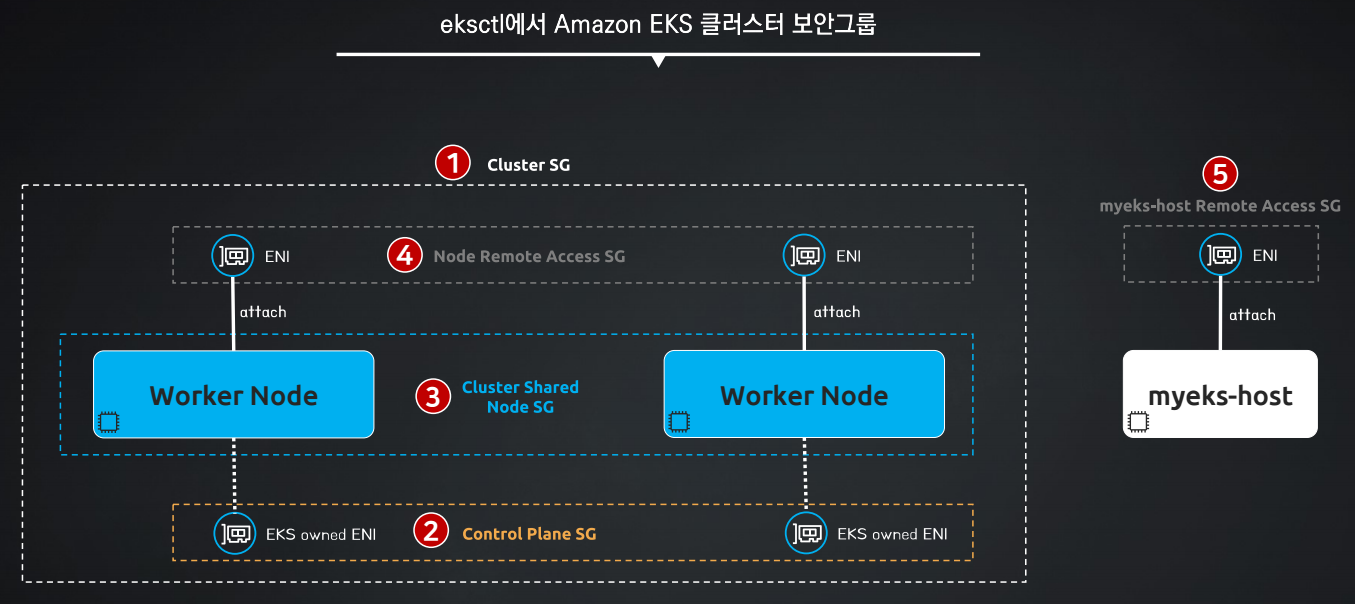 eksctl에서 Amazon EKS 클러스터 보안그룹
1 Cluster SG
5
myeks-host Remote Access SG
ENI
4 Node Remote Access SG
ENI
ENI
attach
attach
attach
Worker Node
3 Cluster Shared
Node SG
Worker Node
myeks-host
EKS owned ENI
2 Control Plane SG
EKS owned ENI